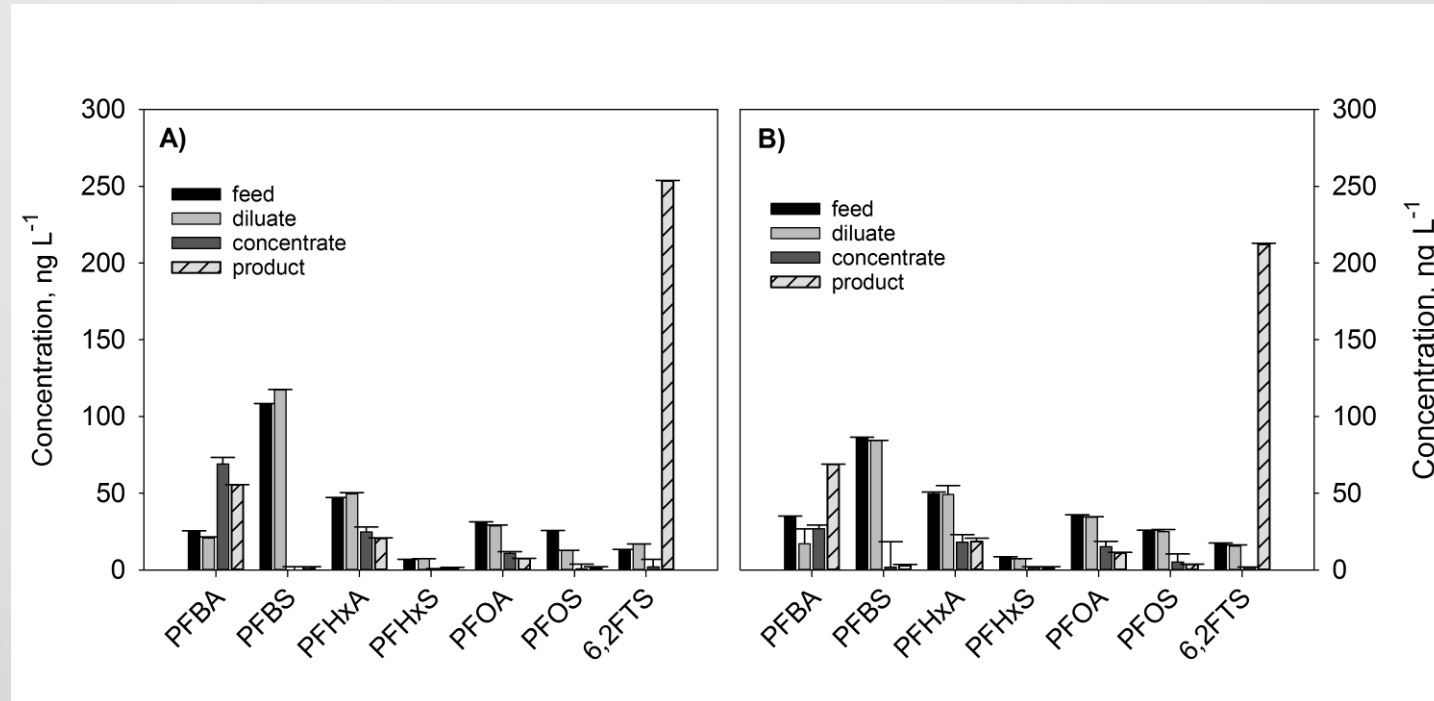 A)
300
250
200
150
100
50
0
Concentration, ng L⁻¹
feed
diluate
concentrate
product
PFBA
PFBS
PFHxA
PFHxS
PFOA
PFOS
6,2FTS
B)
feed
diluate
concentrate
product
PFBA
PFBS
PFHxA
PFHxS
PFOA
PFOS
6,2FTS
300
250
200
150
100
50
0
Concentration, ng L⁻¹